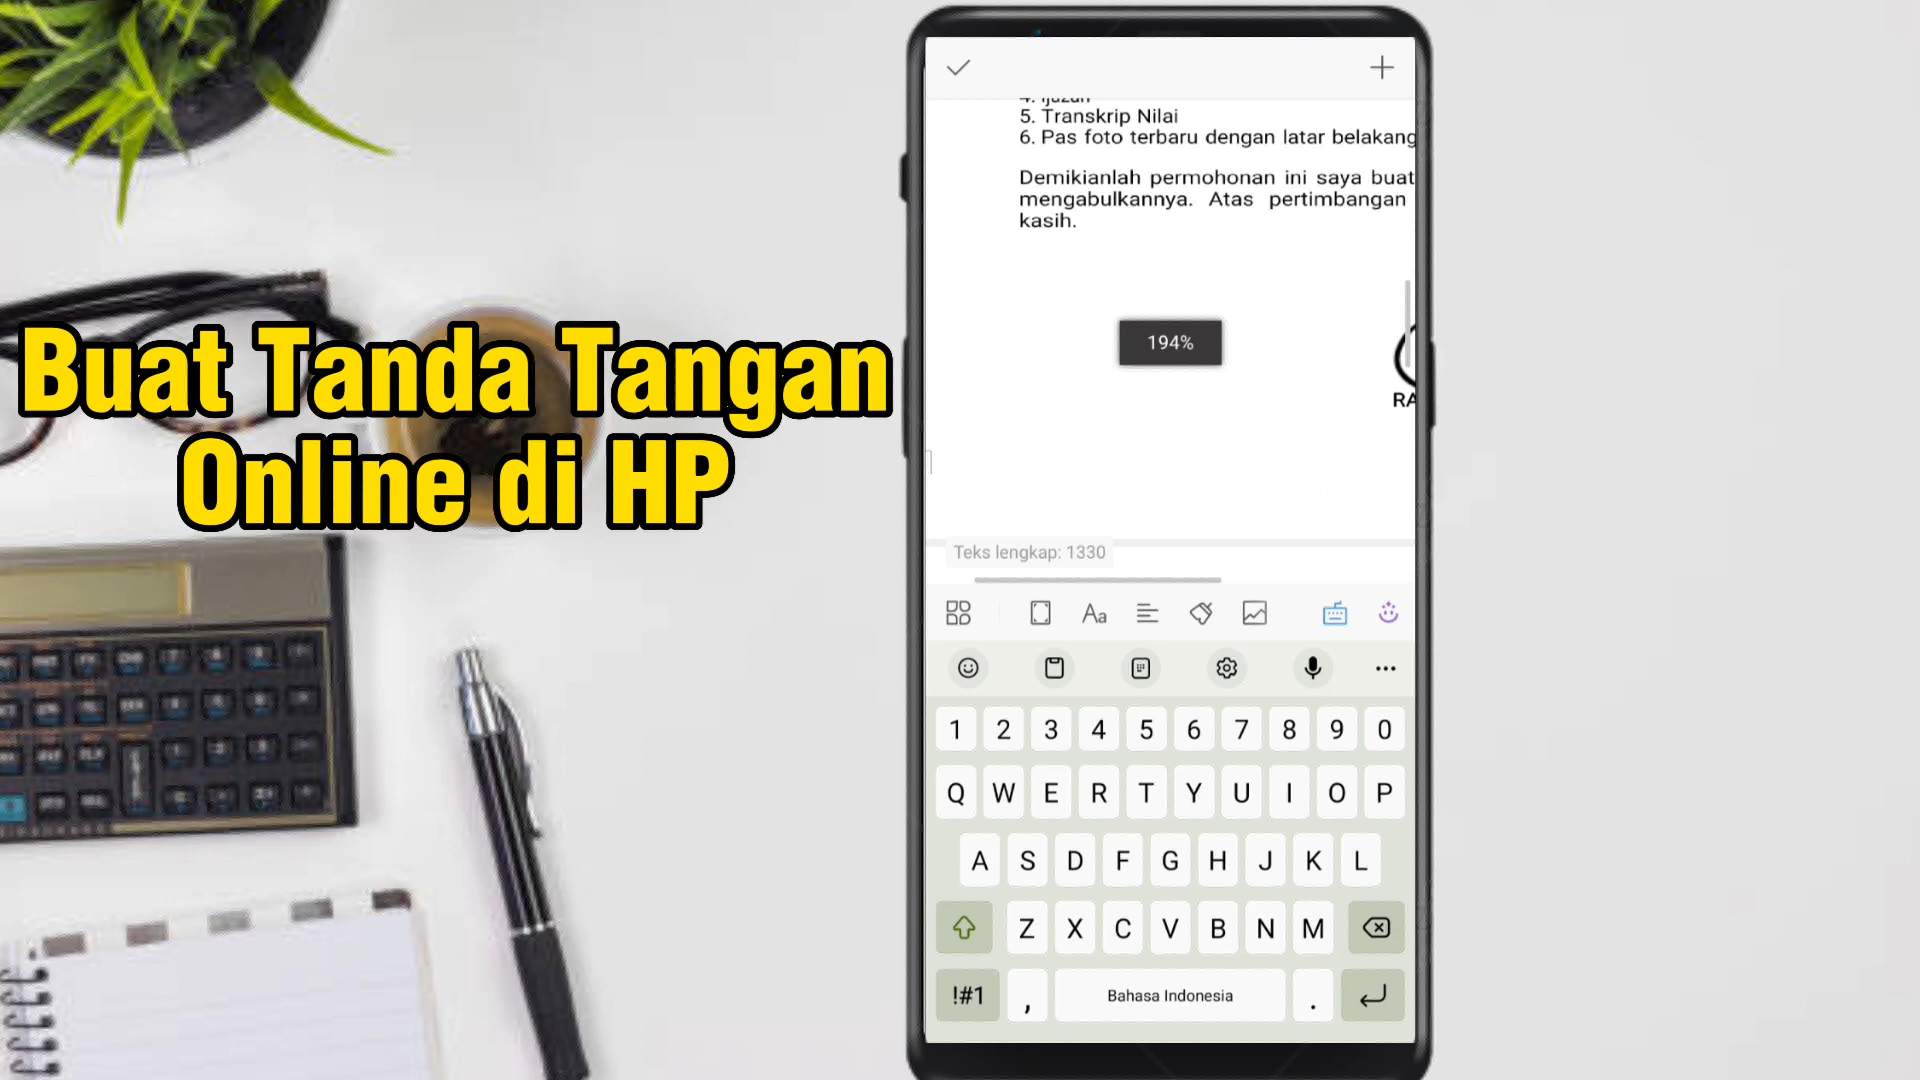 Buat Tanda Tangan
Online di HP
5. Transkrip Nilai
6. Pas foto terbaru dengan latar belakang
Demikianlah permohonan ini saya buat
mengabulkannya. Atas pertimbangan
kasih.
194%
RA
Teks lengkap: 1330
Aa
1 2 3 4 5 6 7 8 9 0
Q W E R T Y U I O P
A S D F G H J K L
Z X C V B N M
!#1 , Bahasa Indonesia .